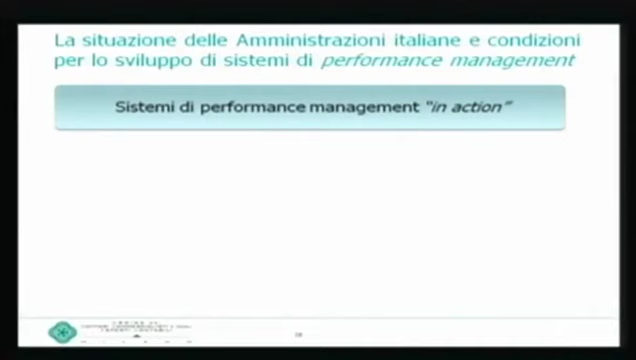 La situazione delle Amministrazioni italiane e condizioni
per lo sviluppo di sistemi di performance management
Sistemi di performance management "in action"